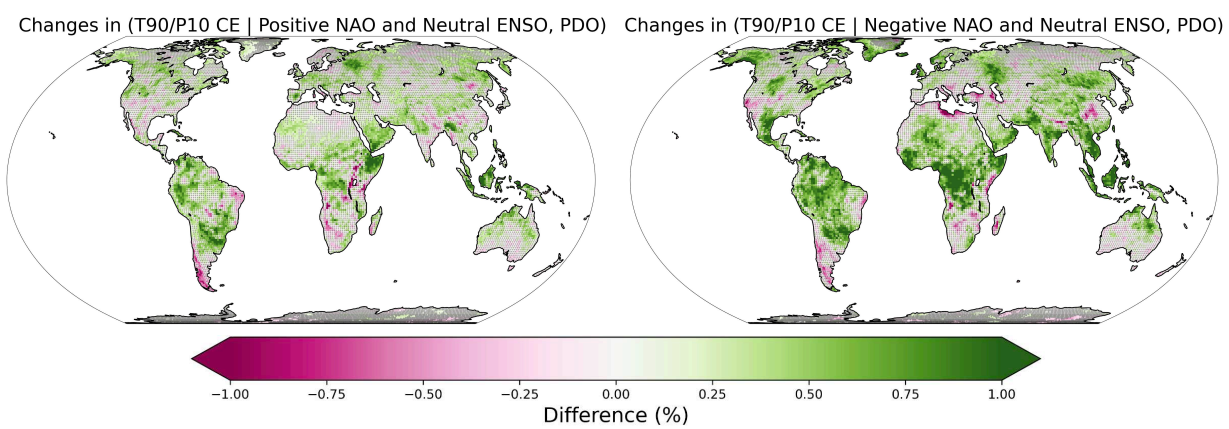 Changes in (T90/P10 CE | Positive NAO and Neutral ENSO, PDO)
Changes in (T90/P10 CE | Negative NAO and Neutral ENSO, PDO)
−1.00 −0.75 −0.50 −0.25 0.00 0.25 0.50 0.75 1.00
Difference (%)